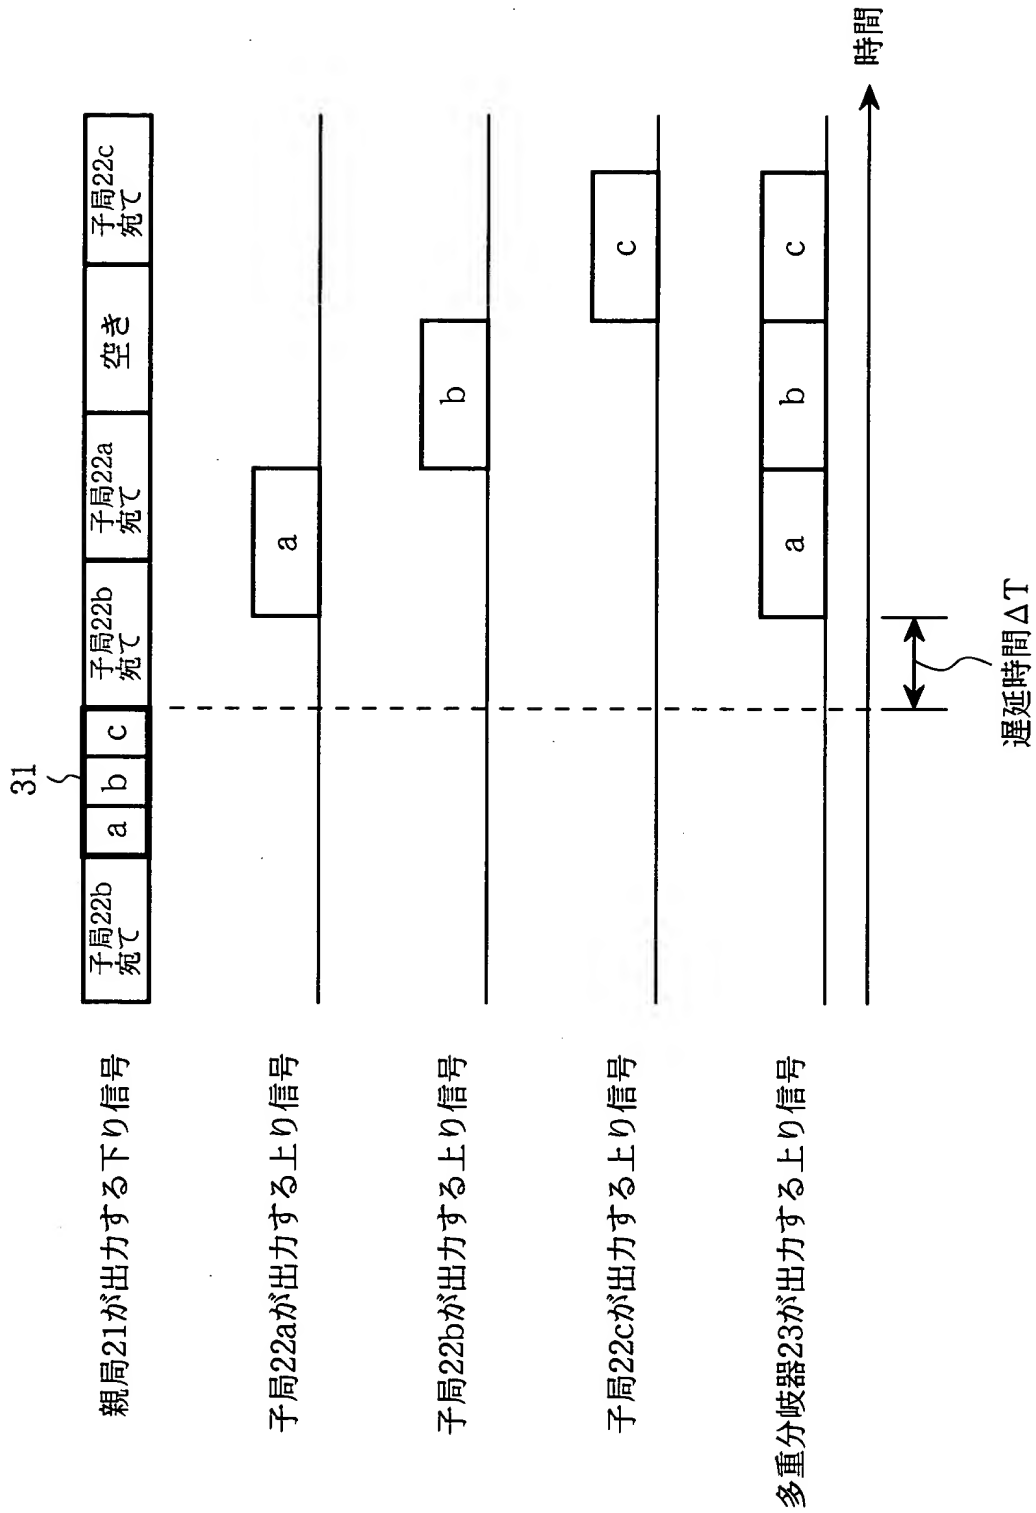 31
親局21が出力する下り信号
子局22b
宛て
a
b
c
子局22b
宛て
子局22a
宛て
空き
子局22c
宛て
子局22aが出力する上り信号
a
子局22bが出力する上り信号
b
子局22cが出力する上り信号
c
多重分岐器23が出力する上り信号
a
b
c
時間
遅延時間ΔT